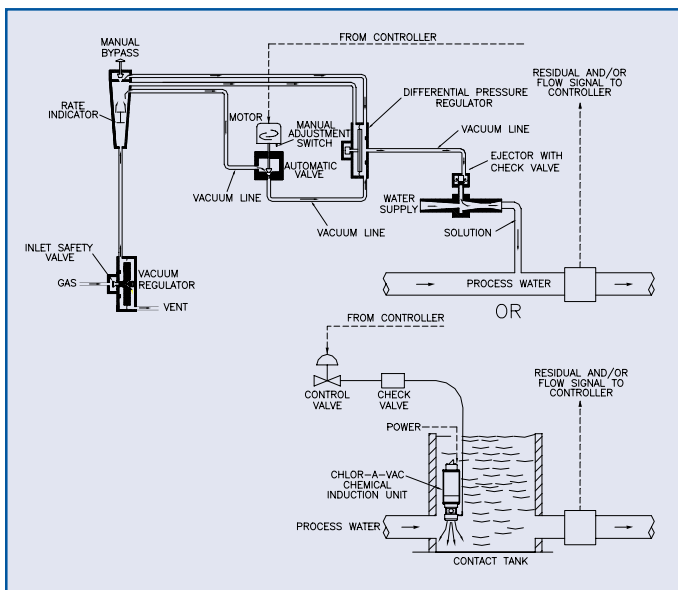 FROM CONTROLLER
MANUAL
BYPASS
RATE
INDICATOR
MOTOR
MANUAL
ADJUSTMENT
SWITCH
AUTOMATIC
VALVE
VACUUM LINE
VACUUM LINE
DIFFERENTIAL PRESSURE
REGULATOR
VACUUM LINE
EJECTOR WITH
CHECK VALVE
RESIDUAL AND/OR
FLOW SIGNAL TO
CONTROLLER
WATER
SUPPLY
SOLUTION
PROCESS WATER
INLET SAFETY
VALVE
GAS
VACUUM
REGULATOR
VENT
OR
FROM CONTROLLER
CONTROL
VALVE
CHECK
VALVE
POWER
RESIDUAL AND/OR
FLOW SIGNAL TO
CONTROLLER
CHLOR-A-VAC
CHEMICAL
INDUCTION UNIT
PROCESS WATER
CONTACT TANK